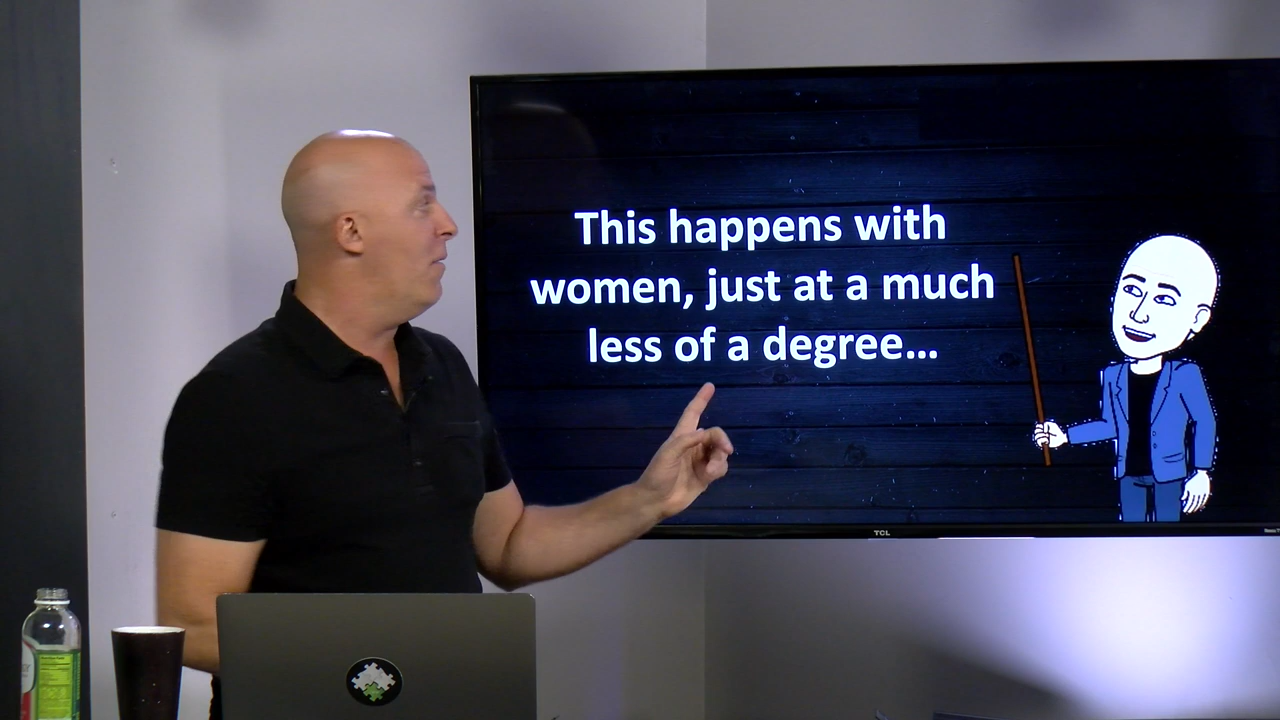 This happens with
women, just at a much
less of a degree...
TCL